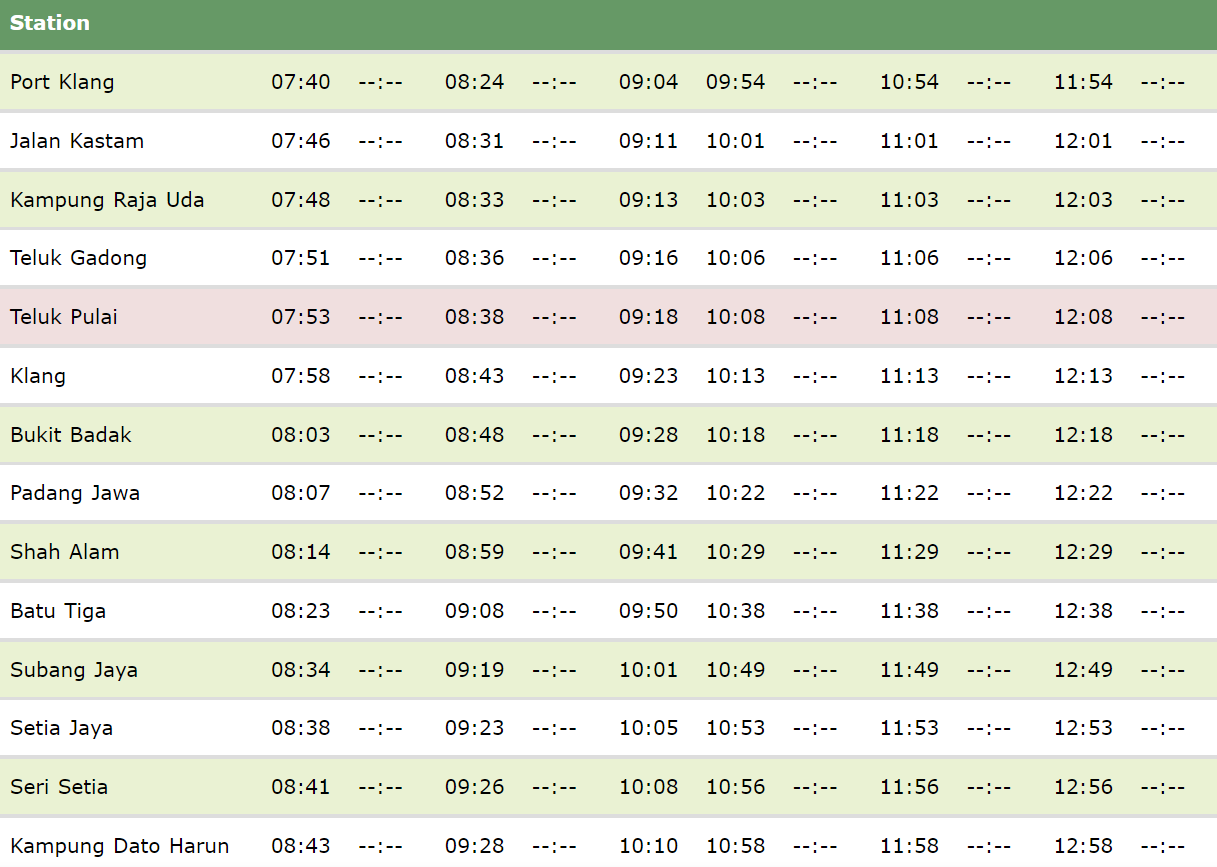 Station
Port Klang 07:40 --:-- 08:24 --:-- 09:04 09:54 --:-- 10:54 --:-- 11:54 --:--
Jalan Kastam 07:46 --:-- 08:31 --:-- 09:11 10:01 --:-- 11:01 --:-- 12:01 --:--
Kampung Raja Uda 07:48 --:-- 08:33 --:-- 09:13 10:03 --:-- 11:03 --:-- 12:03 --:--
Teluk Gadong 07:51 --:-- 08:36 --:-- 09:16 10:06 --:-- 11:06 --:-- 12:06 --:--
Teluk Pulai 07:53 --:-- 08:38 --:-- 09:18 10:08 --:-- 11:08 --:-- 12:08 --:--
Klang 07:58 --:-- 08:43 --:-- 09:23 10:13 --:-- 11:13 --:-- 12:13 --:--
Bukit Badak 08:03 --:-- 08:48 --:-- 09:28 10:18 --:-- 11:18 --:-- 12:18 --:--
Padang Jawa 08:07 --:-- 08:52 --:-- 09:32 10:22 --:-- 11:22 --:-- 12:22 --:--
Shah Alam 08:14 --:-- 08:59 --:-- 09:41 10:29 --:-- 11:29 --:-- 12:29 --:--
Batu Tiga 08:23 --:-- 09:08 --:-- 09:50 10:38 --:-- 11:38 --:-- 12:38 --:--
Subang Jaya 08:34 --:-- 09:19 --:-- 10:01 10:49 --:-- 11:49 --:-- 12:49 --:--
Setia Jaya 08:38 --:-- 09:23 --:-- 10:05 10:53 --:-- 11:53 --:-- 12:53 --:--
Seri Setia 08:41 --:-- 09:26 --:-- 10:08 10:56 --:-- 11:56 --:-- 12:56 --:--
Kampung Dato Harun 08:43 --:-- 09:28 --:-- 10:10 10:58 --:-- 11:58 --:-- 12:58 --:--